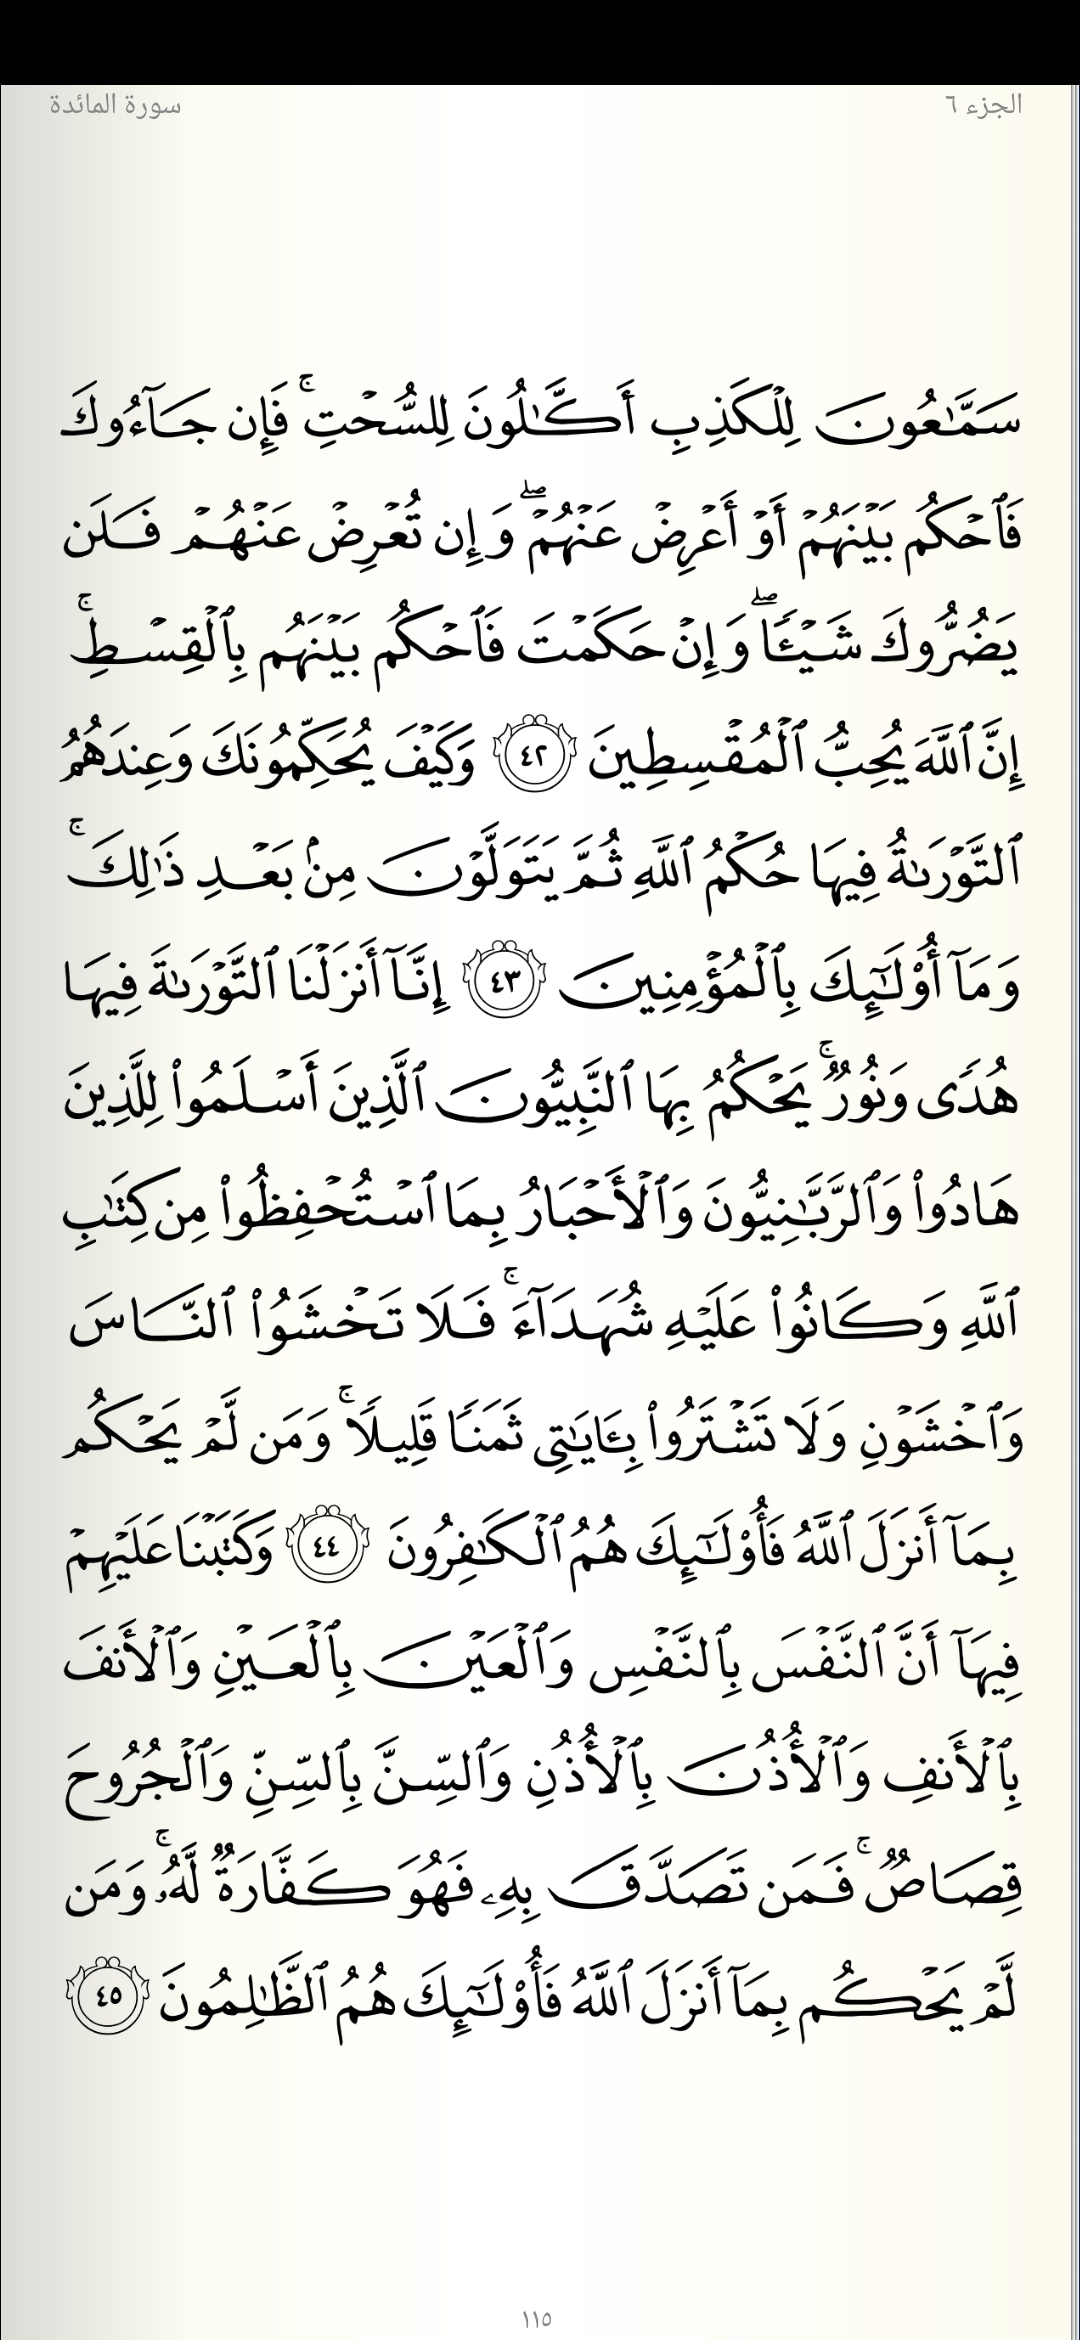 الجزء ٦
سورة المائدة
سَمَّٰعُونَ لِلۡكَذِبِ أَكَّٰلُونَ لِلسُّحۡتِۚ فَإِن جَآءُوكَ
فَٱحۡكُم بَيۡنَهُمۡ أَوۡ أَعۡرِضۡ عَنۡهُمۡۖ وَإِن تُعۡرِضۡ عَنۡهُمۡ فَلَن
يَضُرُّوكَ شَيۡـٔٗاۖ وَإِنۡ حَكَمۡتَ فَٱحۡكُم بَيۡنَهُم بِٱلۡقِسۡطِۚ
إِنَّ ٱللَّهَ يُحِبُّ ٱلۡمُقۡسِطِينَ ٤٢ وَكَيۡفَ يُحَكِّمُونَكَ وَعِندَهُمُ
ٱلتَّوۡرَىٰةُ فِيهَا حُكۡمُ ٱللَّهِ ثُمَّ يَتَوَلَّوۡنَ مِنۢ بَعۡدِ ذَٰلِكَۚ
وَمَآ أُوْلَٰٓئِكَ بِٱلۡمُؤۡمِنِينَ ٤٣ إِنَّآ أَنزَلۡنَا ٱلتَّوۡرَىٰةَ فِيهَا
هُدٗى وَنُورٞۚ يَحۡكُمُ بِهَا ٱلنَّبِيُّونَ ٱلَّذِينَ أَسۡلَمُواْ لِلَّذِينَ
هَادُواْ وَٱلرَّبَّٰنِيُّونَ وَٱلۡأَحۡبَارُ بِمَا ٱسۡتُحۡفِظُواْ مِن كِتَٰبِ
ٱللَّهِ وَكَانُواْ عَلَيۡهِ شُهَدَآءَۚ فَلَا تَخۡشَوُاْ ٱلنَّاسَ
وَٱخۡشَوۡنِ وَلَا تَشۡتَرُواْ بِـَٔايَٰتِي ثَمَنٗا قَلِيلٗاۚ وَمَن لَّمۡ يَحۡكُم
بِمَآ أَنزَلَ ٱللَّهُ فَأُوْلَٰٓئِكَ هُمُ ٱلۡكَٰفِرُونَ ٤٤ وَكَتَبۡنَا عَلَيۡهِمۡ
فِيهَآ أَنَّ ٱلنَّفۡسَ بِٱلنَّفۡسِ وَٱلۡعَيۡنَ بِٱلۡعَيۡنِ وَٱلۡأَنفَ
بِٱلۡأَنفِ وَٱلۡأُذُنَ بِٱلۡأُذُنِ وَٱلسِّنَّ بِٱلسِّنِّ وَٱلۡجُرُوحَ
قِصَاصٞۚ فَمَن تَصَدَّقَ بِهِۦ فَهُوَ كَفَّارَةٞ لَّهُۥۚ وَمَن
لَّمۡ يَحۡكُم بِمَآ أَنزَلَ ٱللَّهُ فَأُوْلَٰٓئِكَ هُمُ ٱلظَّٰلِمُونَ ٤٥
١١٥